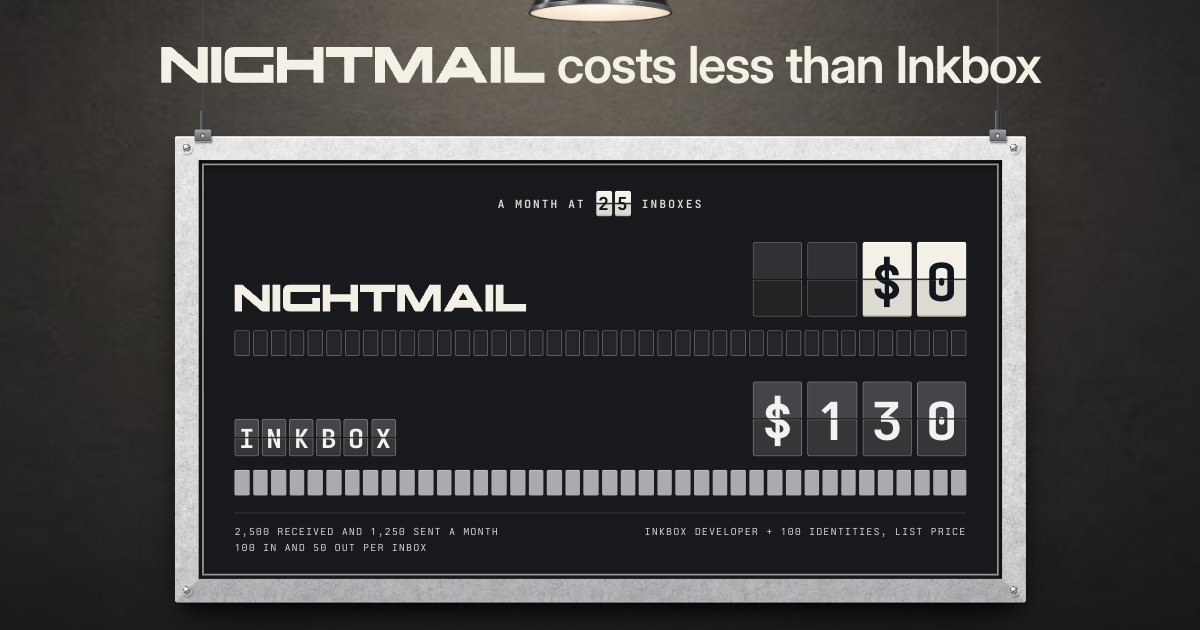 NIGHTMAIL costs less than Inkbox
A MONTH AT 25 INBOXES
NIGHTMAIL $0
INKBOX $130
2,500 RECEIVED AND 1,250 SENT A MONTH
100 IN AND 50 OUT PER INBOX
INKBOX DEVELOPER + 100 IDENTITIES, LIST PRICE